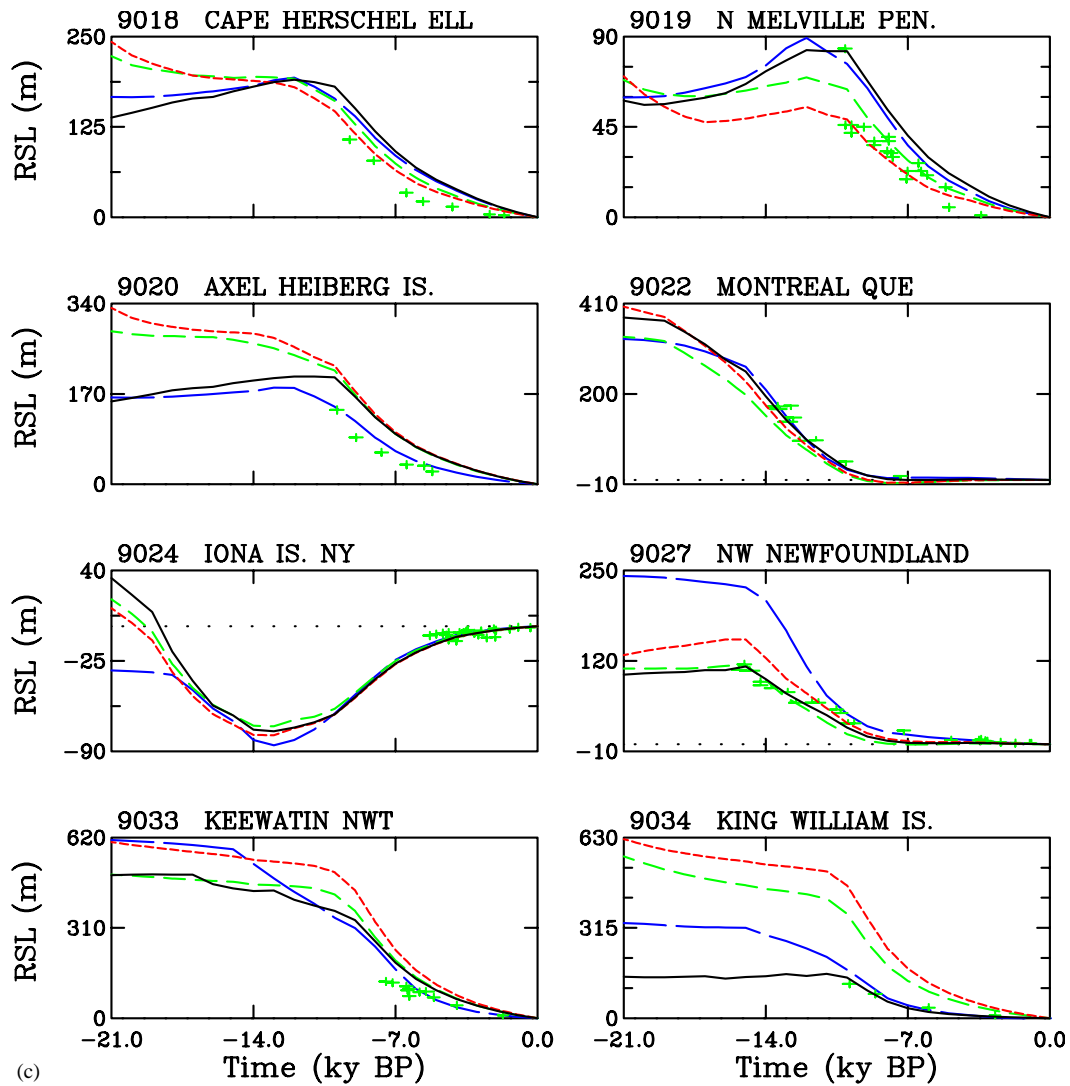 9018 CAPE HERSCHEL ELL
9019 N MELVILLE PEN.
250
125
0
RSL (m)
90
45
0
RSL (m)
9020 AXEL HEIBERG IS.
9022 MONTREAL QUE
340
170
0
RSL (m)
410
200
−10
RSL (m)
9024 IONA IS. NY
9027 NW NEWFOUNDLAND
40
−25
−90
RSL (m)
250
120
−10
RSL (m)
9033 KEEWATIN NWT
9034 KING WILLIAM IS.
620
310
0
RSL (m)
630
315
0
RSL (m)
−21.0 −14.0 −7.0 0.0
−21.0 −14.0 −7.0 0.0
Time (ky BP)
Time (ky BP)
(c)